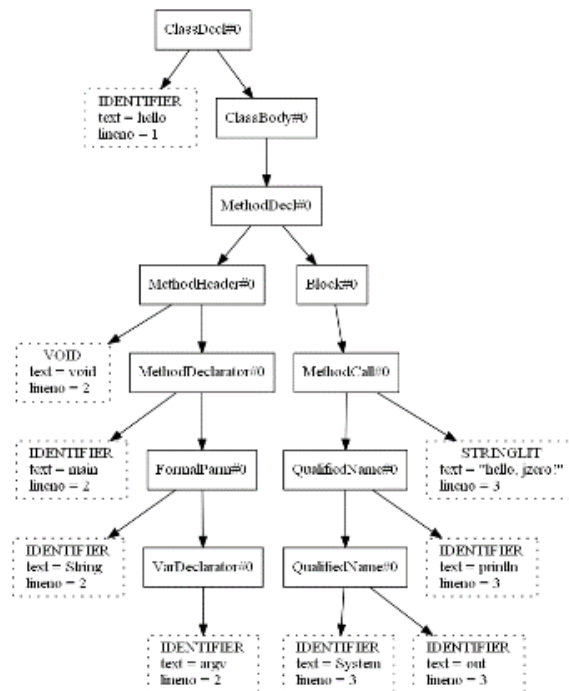 ClassDecl#0
IDENTIFIER
text = hello
lineno = 1
ClassBody#0
MethodDecl#0
MethodHeader#0
Block#0
VOID
text = void
lineno = 2
MethodDeclarator#0
MethodCall#0
IDENTIFIER
text = main
lineno = 2
FormalParm#0
QualifiedName#0
STRINGLIT
text = "hello, jzero!"
lineno = 3
IDENTIFIER
text = String
lineno = 2
VarDeclarator#0
QualifiedName#0
IDENTIFIER
text = println
lineno = 3
IDENTIFIER
text = argv
lineno = 2
IDENTIFIER
text = System
lineno = 3
IDENTIFIER
text = out
lineno = 3